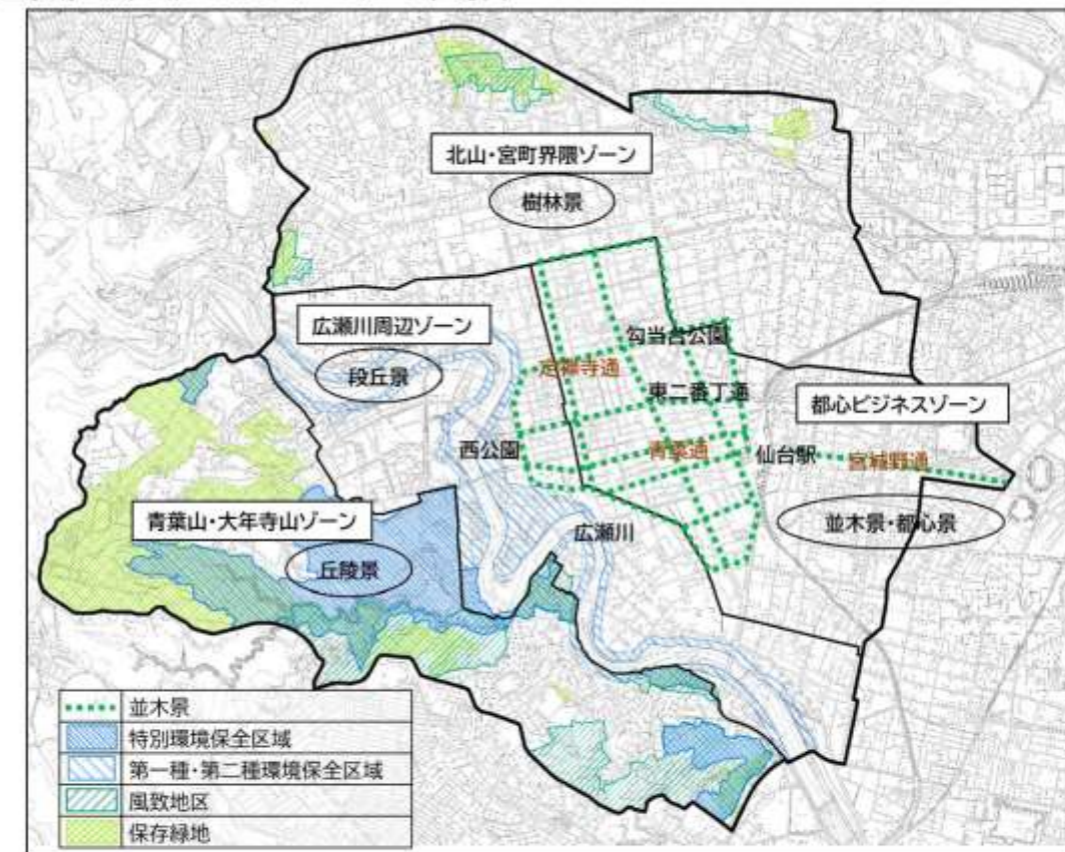 北山・宮町界隈ゾーン
樹林景
広瀬川周辺ゾーン
段丘景
勾当台公園
定禅寺通
東二番丁通
都心ビジネスゾーン
西公園
青葉通
仙台駅
宮城野通
青葉山・大年寺山ゾーン
並木景・都心景
広瀬川
丘陵景
並木景
特別環境保全区域
第一種・第二種環境保全区域
風致地区
保存緑地